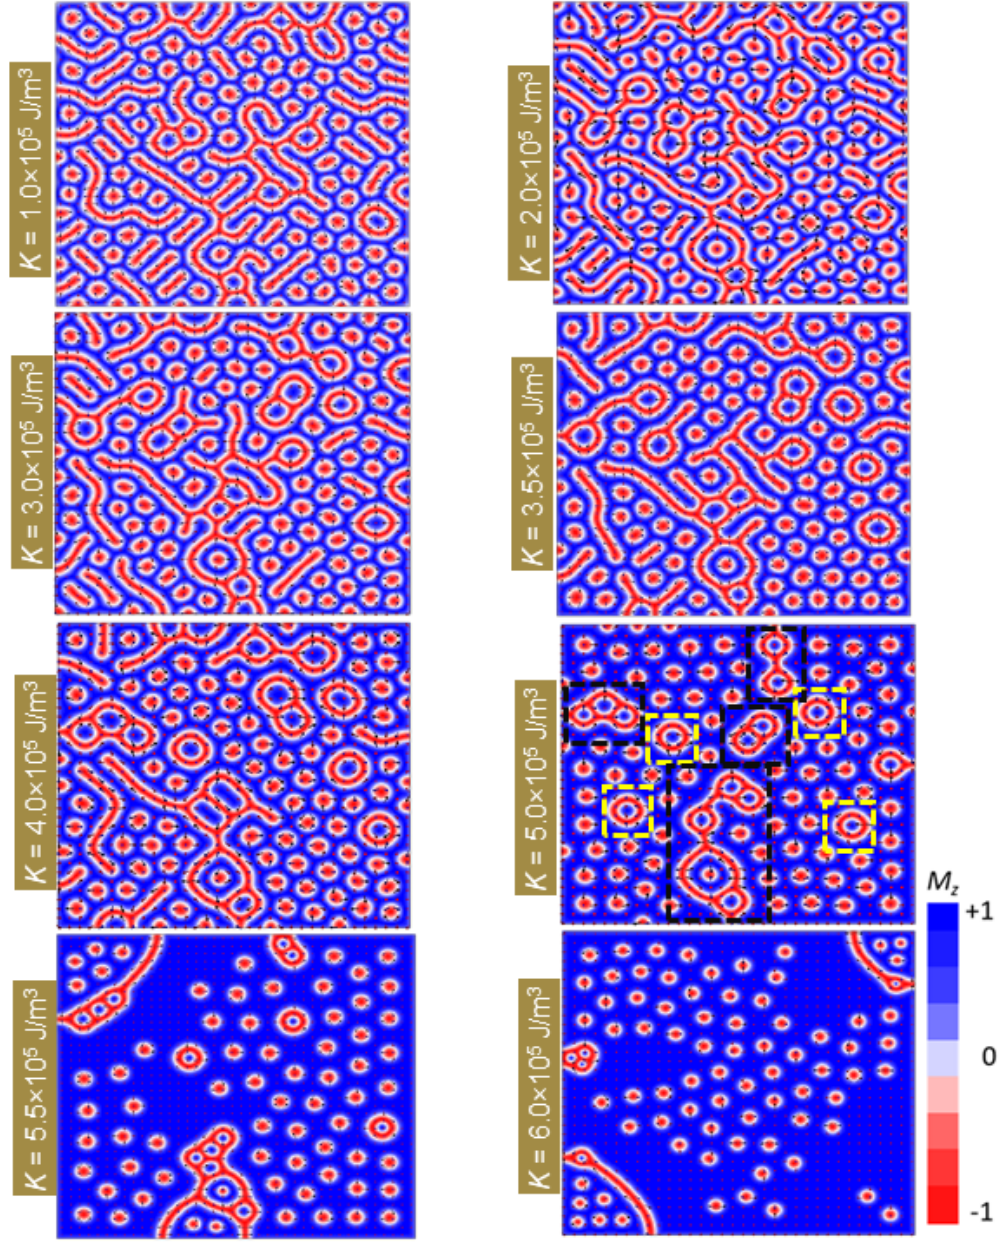 K = 1.0×10⁵ J/m³
K = 2.0×10⁵ J/m³
K = 3.0×10⁵ J/m³
K = 3.5×10⁵ J/m³
K = 4.0×10⁵ J/m³
K = 5.0×10⁵ J/m³
K = 5.5×10⁵ J/m³
K = 6.0×10⁵ J/m³
M_z
+1
0
-1